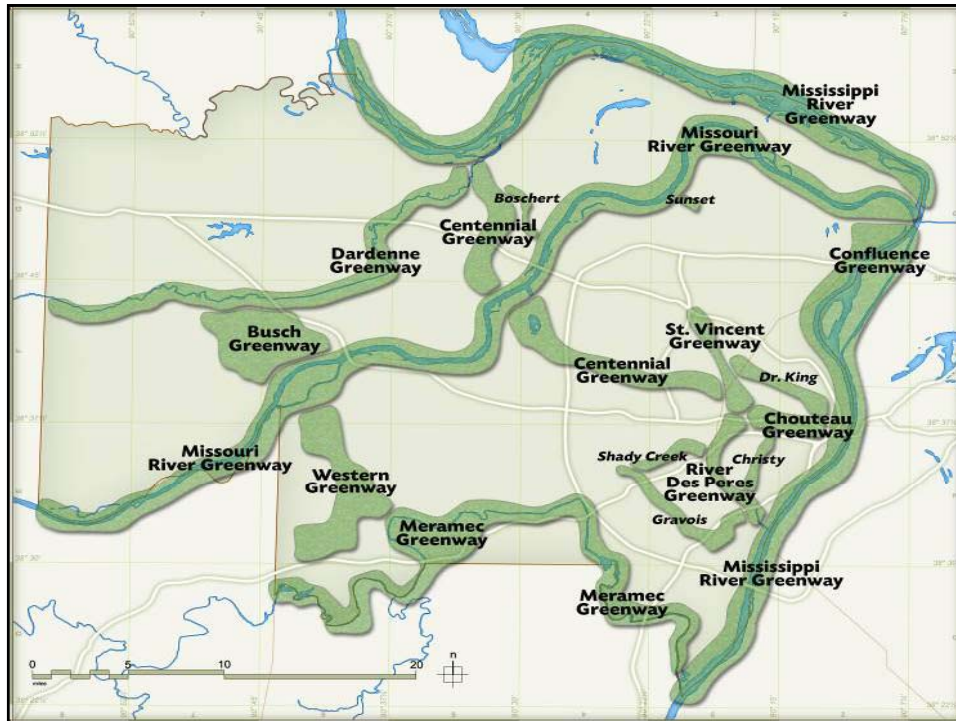 Mississippi
River
Greenway
Missouri
River Greenway
Boschert
Sunset
Centennial
Greenway
Dardenne
Greenway
Confluence
Greenway
Busch
Greenway
St. Vincent
Greenway
Centennial
Greenway
Dr. King
Chouteau
Greenway
Missouri
River Greenway
Shady Creek
Christy
River
Des Peres
Greenway
Western
Greenway
Gravois
Meramec
Greenway
Mississippi
River Greenway
Meramec
Greenway
n
0 5 10 20
miles